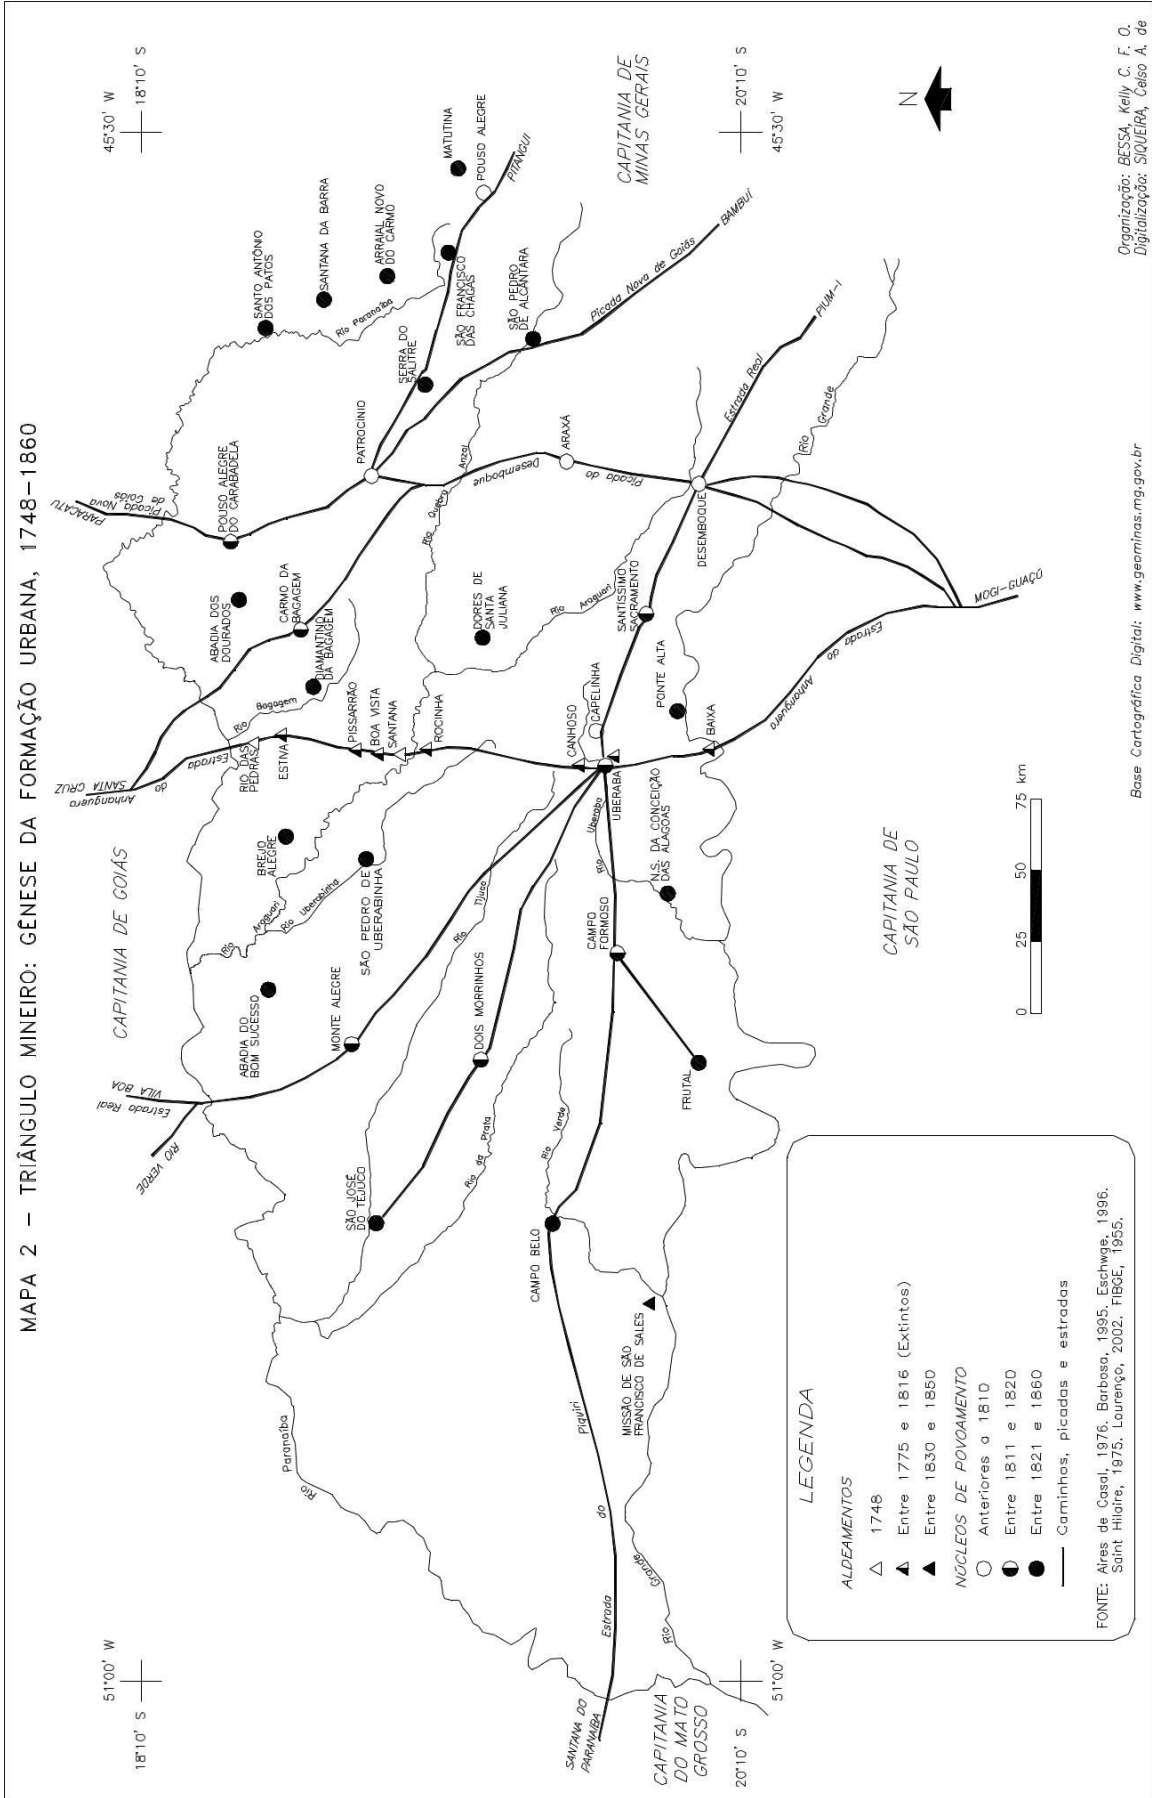 MAPA 2 - TRIÂNGULO MINEIRO: GÊNESE DA FORMAÇÃO URBANA, 1748-1860
51°00' W
18°10' S
45°30' W
18°10' S
CAPITANIA DE GOIÁS
RIO VERDE
Estrada Real
VILA BOA
Anhanguera
SANTA CRUZ
Estrada
do
PARACATU
Picada Nova
de Goiás
Rio
Paranaíba
ABADIA DO
BOM SUCESSO
Rio
Araguari
Rio Uberabinha
BREJO
ALEGRE
RIO DAS
PEDRAS
ESTIVA
Rio
Bagagem
ABADIA DOS
DOURADOS
POUSO ALEGRE
DO CARABADELA
SANTO ANTÔNIO
DOS PATOS
SANTANA DA BARRA
ARRAIAL NOVO
DO CARMO
Rio Paranaíba
CARMO DA
BAGAGEM
DIAMANTINO
DA BAGAGEM
MONTE ALEGRE
SÃO PEDRO DE
UBERABINHA
PISSARRÃO
BOA VISTA
SANTANA
ROCINHA
PATROCÍNIO
SERRA DO
SALITRE
SÃO FRANCISCO
DAS CHAGAS
MATUTINA
POUSO ALEGRE
PITANGUI
SÃO JOSÉ
DO TEJUCO
Rio
Tijuco
DOIS MORRINHOS
Rio da Prata
DORES DE
SANTA
JULIANA
Rio Quebra Anzol
Picada do
Desemboque
ARAXÁ
SÃO PEDRO
DE ALCÂNTARA
Picada Nova de Goiás
BAMBUÍ
CAPITANIA DE
MINAS GERAIS
CAMPO BELO
Rio Verde
CANHOSO
CAPELINHA
UBERABA
Rio
Uberaba
Rio Araguari
SANTÍSSIMO
SACRAMENTO
CAMPO
FORMOSO
N.S. DA CONCEIÇÃO
DAS ALAGOAS
PONTE ALTA
DESEMBOQUE
Estrada Real
PIUM-I
Rio
Grande
FRUTAL
BAIXA
Anhanguera
Estrada do
MOGI-GUAÇÚ
MISSÃO DE SÃO
FRANCISCO DE SALES
Estrada
do
Piquiri
SANTANA DO
PARANAÍBA
Rio
Grande
CAPITANIA
DO MATO
GROSSO
20°10' S
51°00' W
CAPITANIA DE
SÃO PAULO
20°10' S
45°30' W
N
LEGENDA
ALDEAMENTOS
1748
Entre 1775 e 1816 (Extintos)
Entre 1830 e 1850
NÚCLEOS DE POVOAMENTO
Anteriores a 1810
Entre 1811 e 1820
Entre 1821 e 1860
Caminhos, picadas e estradas
0 25 50 75 km
FONTE: Aires de Casal, 1976. Barbosa, 1995. Eschwge, 1996.
Saint Hilaire, 1975. Lourenço, 2002. FIBGE, 1955.
Base Cartográfica Digital: www.geominas.mg.gov.br
Organização: BESSA, Kelly C. F. O.
Digitalização: SIQUEIRA, Celso A. de